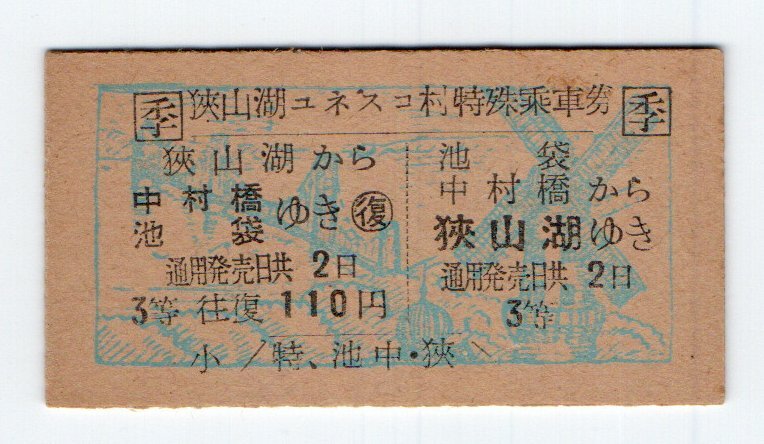 季 狭山湖ユネスコ村特殊乗車券 季
狭山湖から
中村橋
池袋
ゆき 復
通用発売日共 2日
3等 往復 110円
池袋
中村橋から
狭山湖ゆき
通用発売日共 2日
3等
小 / 特、池中・狭 \